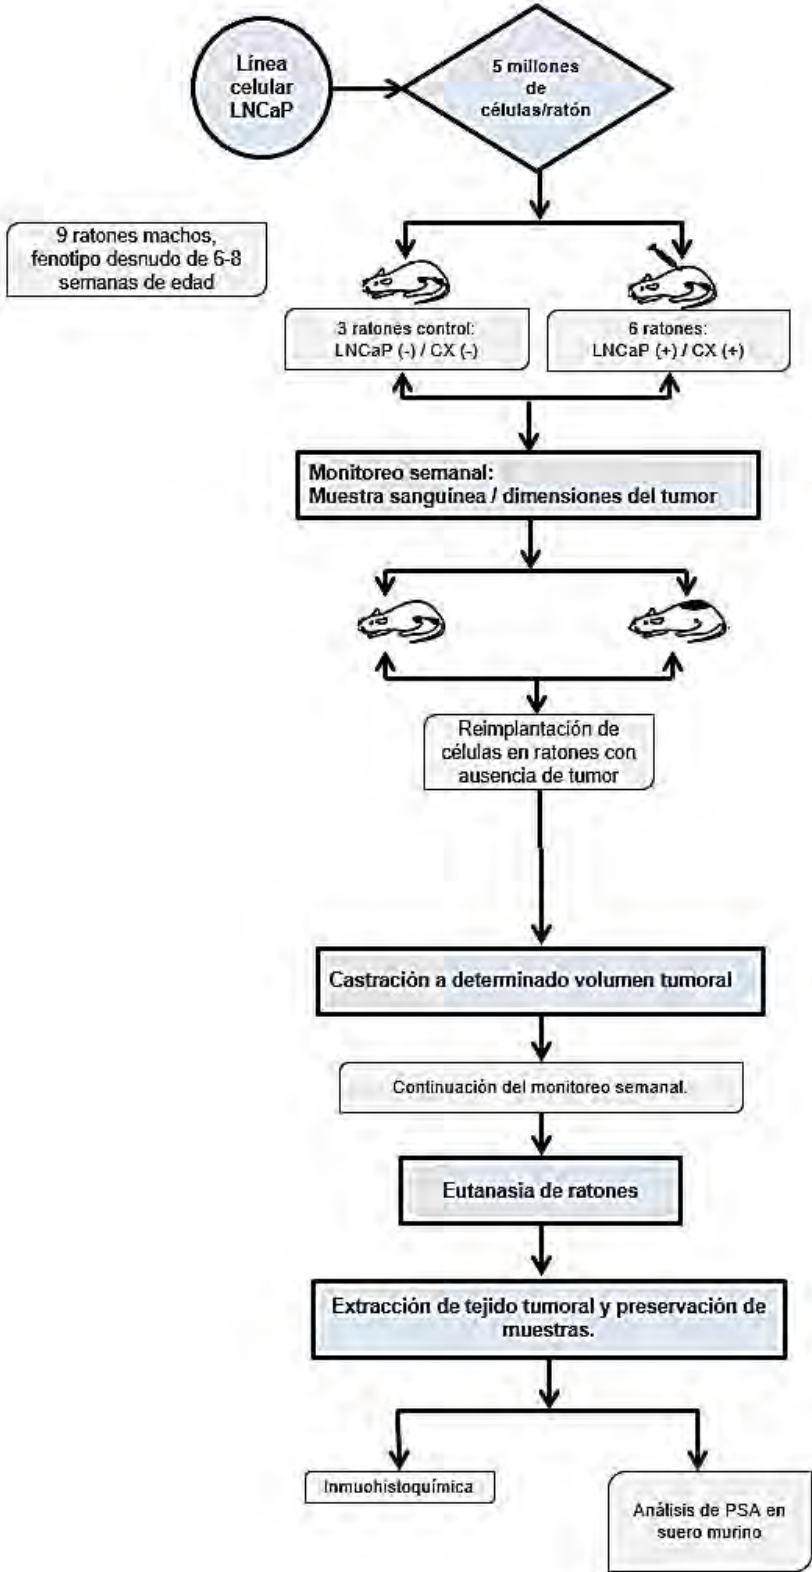 Línea
celular
LNCaP
5 millones
de
células/ratón
9 ratones machos,
fenotipo desnudo de 6-8
semanas de edad
3 ratones control:
LNCaP (-) / CX (-)
6 ratones:
LNCaP (+) / CX (+)
Monitoreo semanal:
Muestra sanguínea / dimensiones del tumor
Reimplantación de
células en ratones con
ausencia de tumor
Castración a determinado volumen tumoral
Continuación del monitoreo semanal.
Eutanasia de ratones
Extracción de tejido tumoral y preservación de
muestras.
Inmuohistoquímica
Análisis de PSA en
suero murino